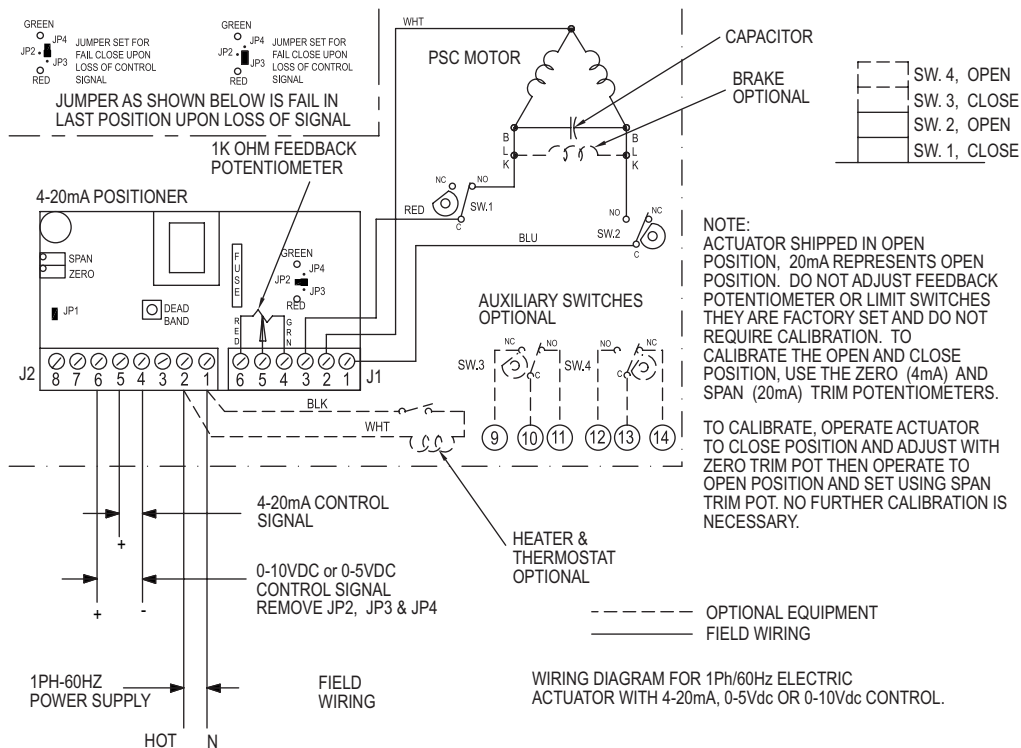 GREEN
JP4
JP2
JP3
RED
JUMPER SET FOR
FAIL CLOSE UPON
LOSS OF CONTROL
SIGNAL
GREEN
JP4
JP2
JP3
RED
JUMPER SET FOR
FAIL CLOSE UPON
LOSS OF CONTROL
SIGNAL
JUMPER AS SHOWN BELOW IS FAIL IN
LAST POSITION UPON LOSS OF SIGNAL
WHT
PSC MOTOR
CAPACITOR
BRAKE
OPTIONAL
BLK
BLK
SW. 4, OPEN
SW. 3, CLOSE
SW. 2, OPEN
SW. 1, CLOSE
1K OHM FEEDBACK
POTENTIOMETER
4-20mA POSITIONER
SPAN
ZERO
JP1
DEAD
BAND
FUSE
GREEN
JP4
JP2
JP3
RED
RED
GRN
J2
8 7 6 5 4 3 2 1
6 5 4 3 2 1
J1
RED
NC
NO
SW.1
C
BLU
NO
NC
SW.2
C
AUXILIARY SWITCHES
OPTIONAL
SW.3
NC
NO
C
SW.4
NO
NC
C
9 10 11 12 13 14
BLK
WHT
NOTE:
ACTUATOR SHIPPED IN OPEN
POSITION, 20mA REPRESENTS OPEN
POSITION. DO NOT ADJUST FEEDBACK
POTENTIOMETER OR LIMIT SWITCHES
THEY ARE FACTORY SET AND DO NOT
REQUIRE CALIBRATION. TO
CALIBRATE THE OPEN AND CLOSE
POSITION, USE THE ZERO (4mA) AND
SPAN (20mA) TRIM POTENTIOMETERS.
TO CALIBRATE, OPERATE ACTUATOR
TO CLOSE POSITION AND ADJUST WITH
ZERO TRIM POT THEN OPERATE TO
OPEN POSITION AND SET USING SPAN
TRIM POT. NO FURTHER CALIBRATION IS
NECESSARY.
4-20mA CONTROL
SIGNAL
+
HEATER &
THERMOSTAT
OPTIONAL
0-10VDC or 0-5VDC
CONTROL SIGNAL
REMOVE JP2, JP3 & JP4
+ -
OPTIONAL EQUIPMENT
FIELD WIRING
1PH-60HZ
POWER SUPPLY
FIELD
WIRING
WIRING DIAGRAM FOR 1Ph/60Hz ELECTRIC
ACTUATOR WITH 4-20mA, 0-5Vdc OR 0-10Vdc CONTROL.
HOT N